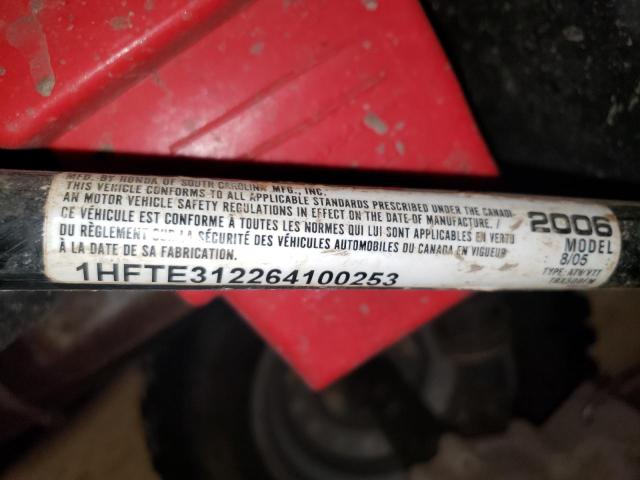 MFD. BY HONDA OF SOUTH CAROLINA MFG., INC.
THIS VEHICLE CONFORMS TO ALL APPLICABLE STANDARDS PRESCRIBED UNDER THE CANADI-
AN MOTOR VEHICLE SAFETY REGULATIONS IN EFFECT ON THE DATE OF MANUFACTURE. /
CE VÉHICULE EST CONFORME À TOUTES LES NORMES QUI LUI SONT APPLICABLES EN VERTU
DU RÈGLEMENT SUR LA SÉCURITÉ DES VÉHICULES AUTOMOBILES DU CANADA EN VIGUEUR
À LA DATE DE SA FABRICATION.
1HFTE312264100253
2006
MODEL
8/05
TYPE: ATV/VTT